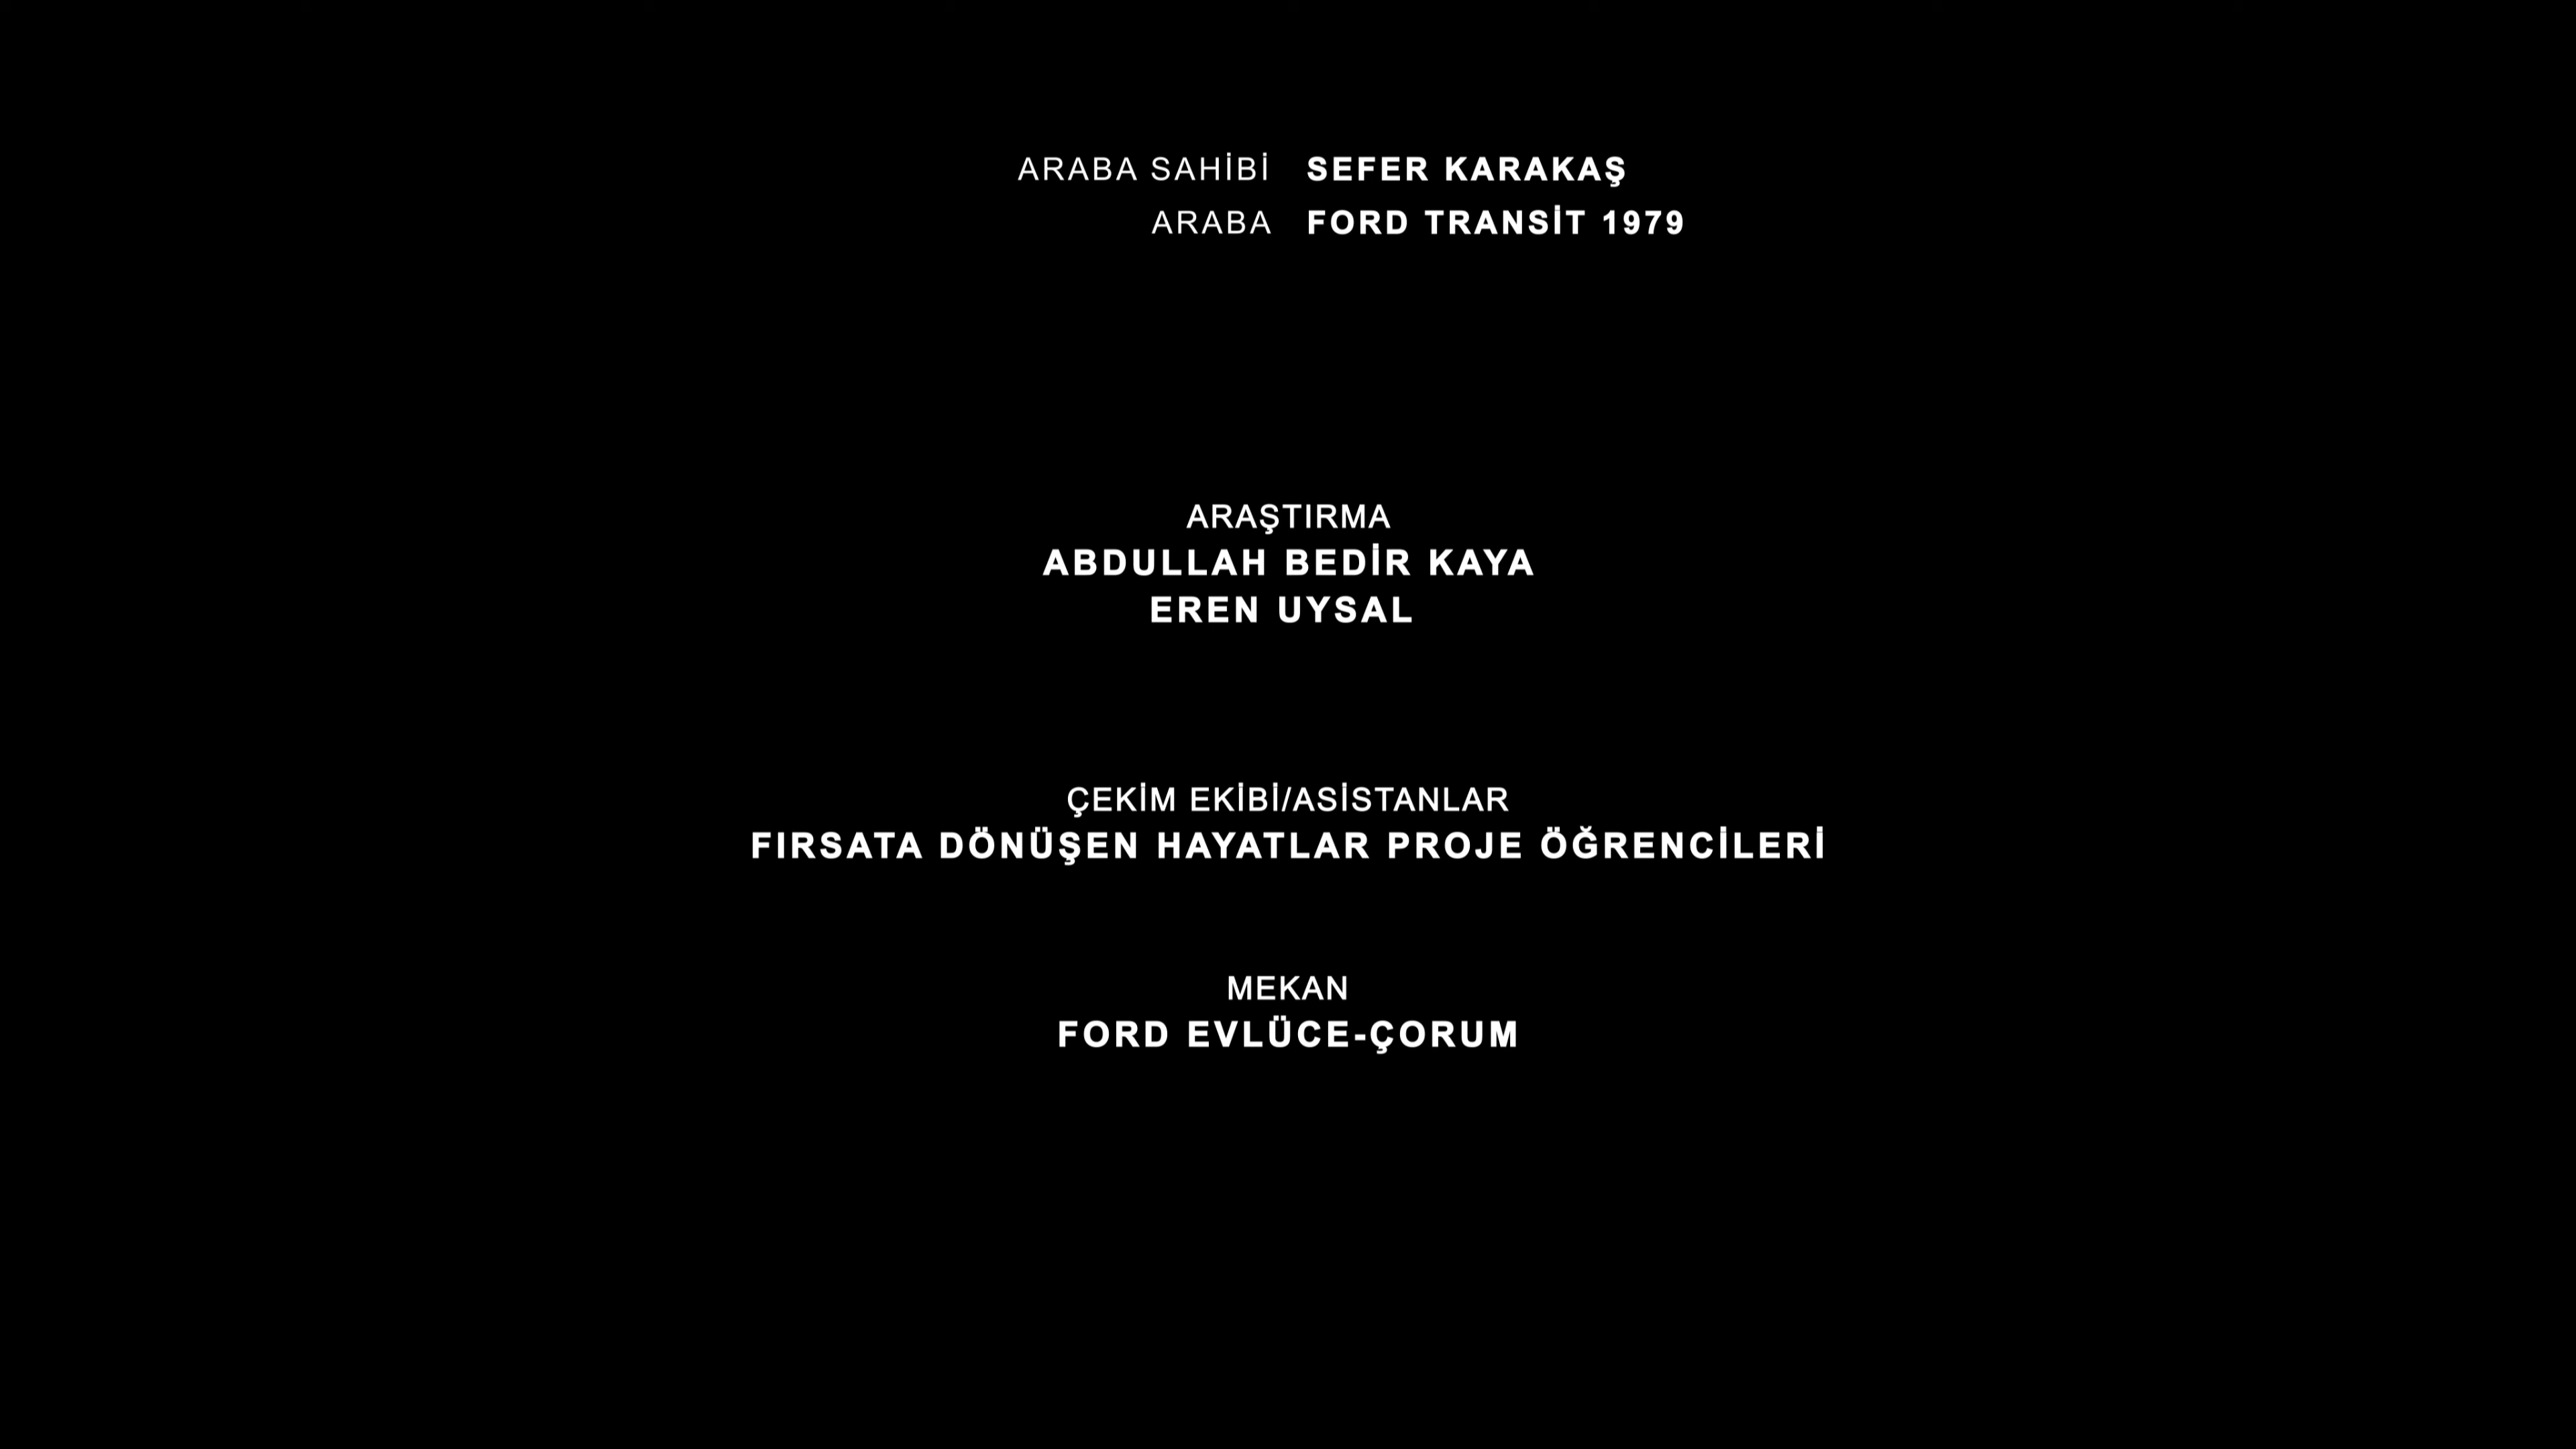 ARABA SAHİBİ SEFER KARAKAŞ
ARABA FORD TRANSİT 1979
ARAŞTIRMA
ABDULLAH BEDİR KAYA
EREN UYSAL
ÇEKİM EKİBİ/ASİSTANLAR
FIRSATA DÖNÜŞEN HAYATLAR PROJE ÖĞRENCİLERİ
MEKAN
FORD EVLÜCE-ÇORUM